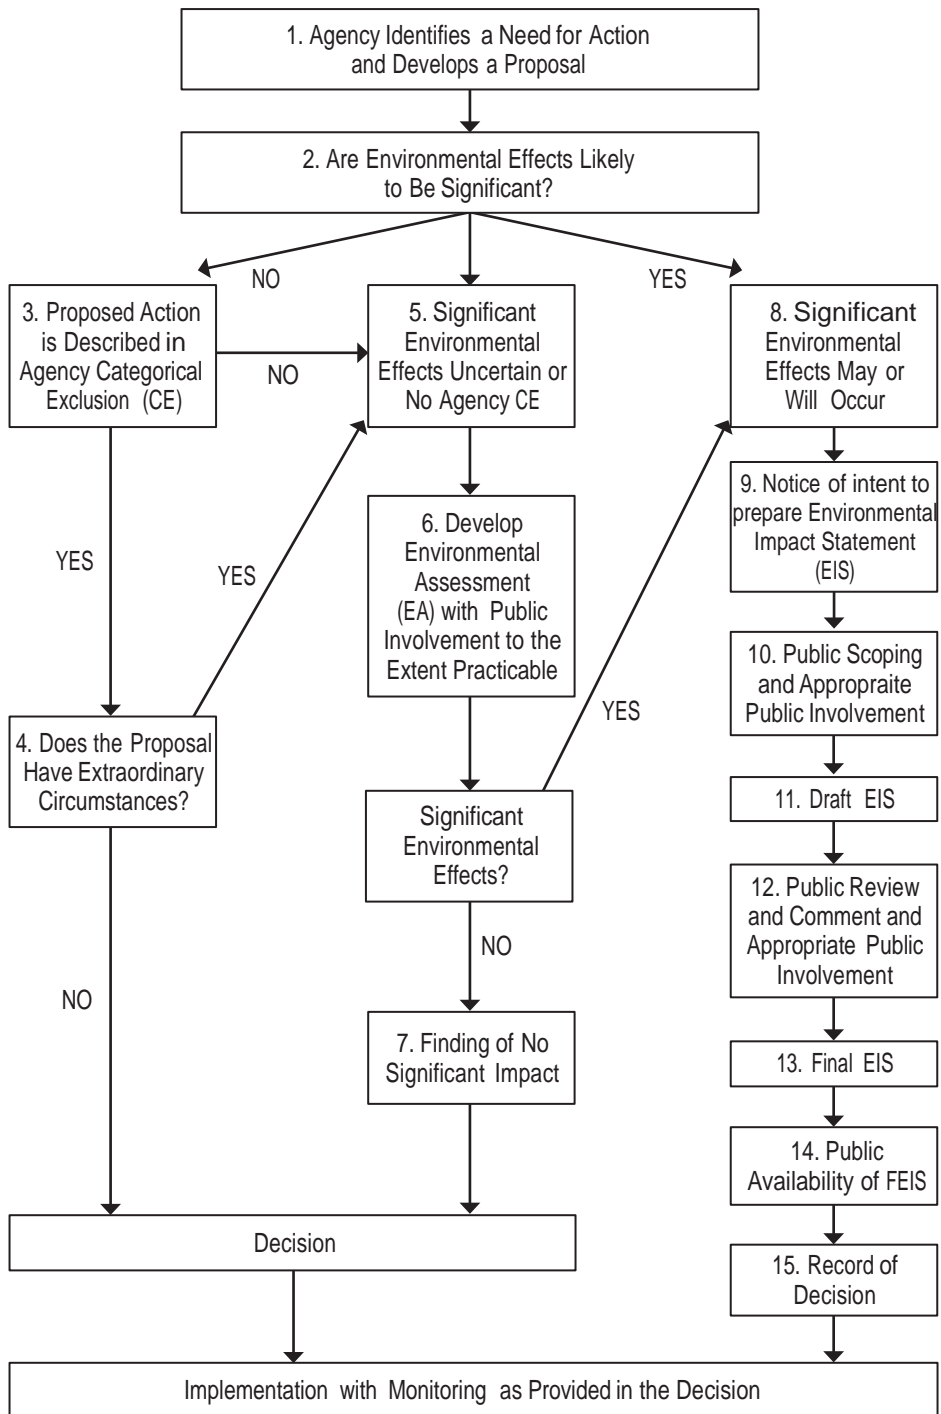 1. Agency Identifies a Need for Action
and Develops a Proposal
2. Are Environmental Effects Likely
to Be Significant?
NO
YES
3. Proposed Action
is Described in
Agency Categorical
Exclusion (CE)
NO
5. Significant
Environmental
Effects Uncertain or
No Agency CE
8. Significant
Environmental
Effects May or
Will Occur
YES
YES
6. Develop
Environmental
Assessment
(EA) with Public
Involvement to the
Extent Practicable
9. Notice of intent to
prepare Environmental
Impact Statement
(EIS)
10. Public Scoping
and Appropraite
Public Involvement
YES
4. Does the Proposal
Have Extraordinary
Circumstances?
Significant
Environmental
Effects?
11. Draft EIS
12. Public Review
and Comment and
Appropriate Public
Involvement
NO
NO
7. Finding of No
Significant Impact
13. Final EIS
14. Public
Availability of FEIS
Decision
15. Record of
Decision
Implementation with Monitoring as Provided in the Decision